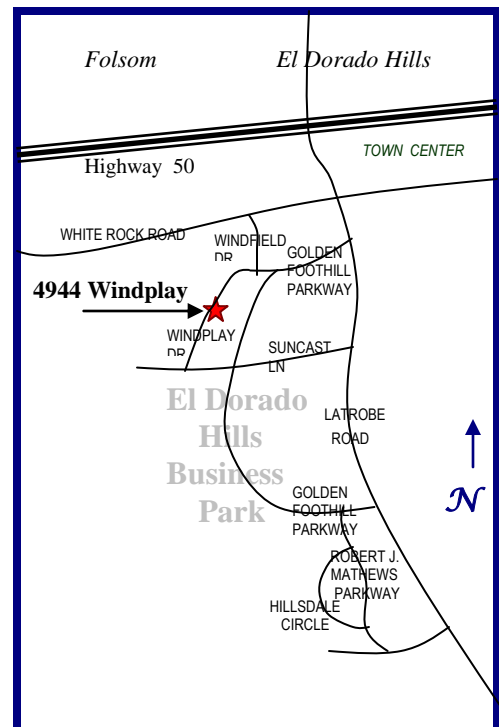 Folsom El Dorado Hills
TOWN CENTER
Highway 50
WHITE ROCK ROAD
WINDFIELD
DR
GOLDEN
FOOTHILL
PARKWAY
4944 Windplay
WINDPLAY
DR
SUNCAST
LN
El Dorado
Hills
Business
Park
LATROBE
ROAD
N
GOLDEN
FOOTHILL
PARKWAY
ROBERT J.
MATHEWS
PARKWAY
HILLSDALE
CIRCLE